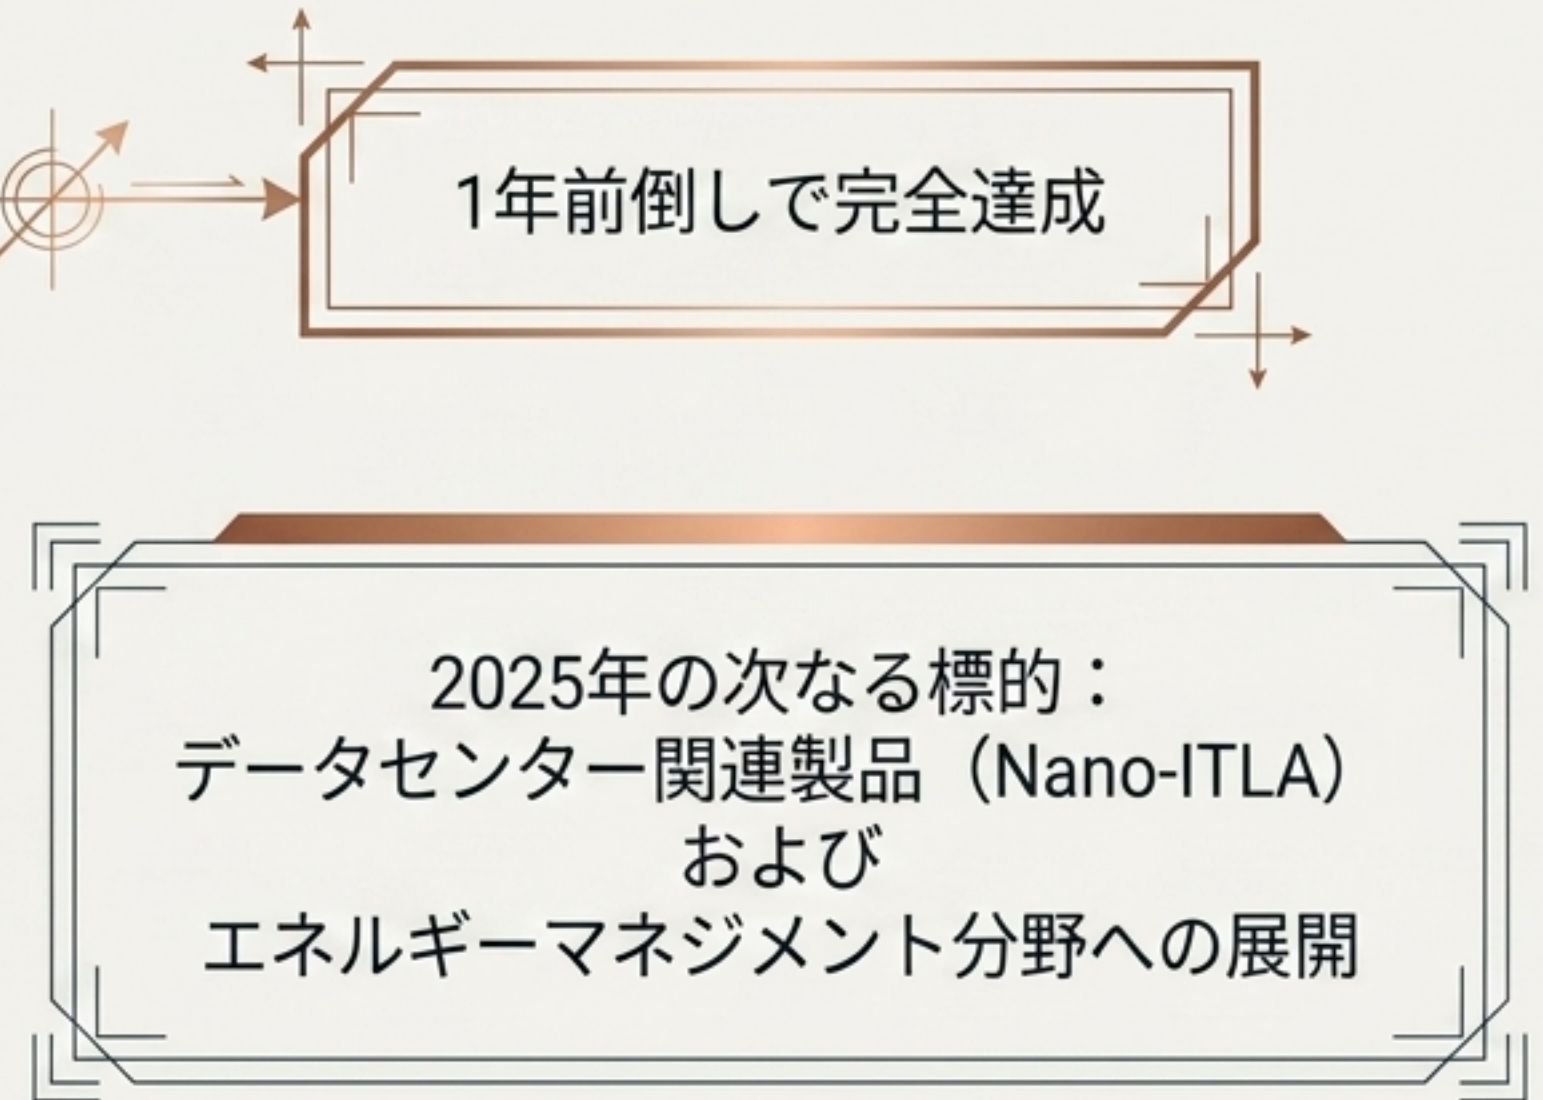 1年前倒しで完全達成
2025年の次なる標的：
データセンター関連製品（Nano-ITLA）
および
エネルギーマネジメント分野への展開